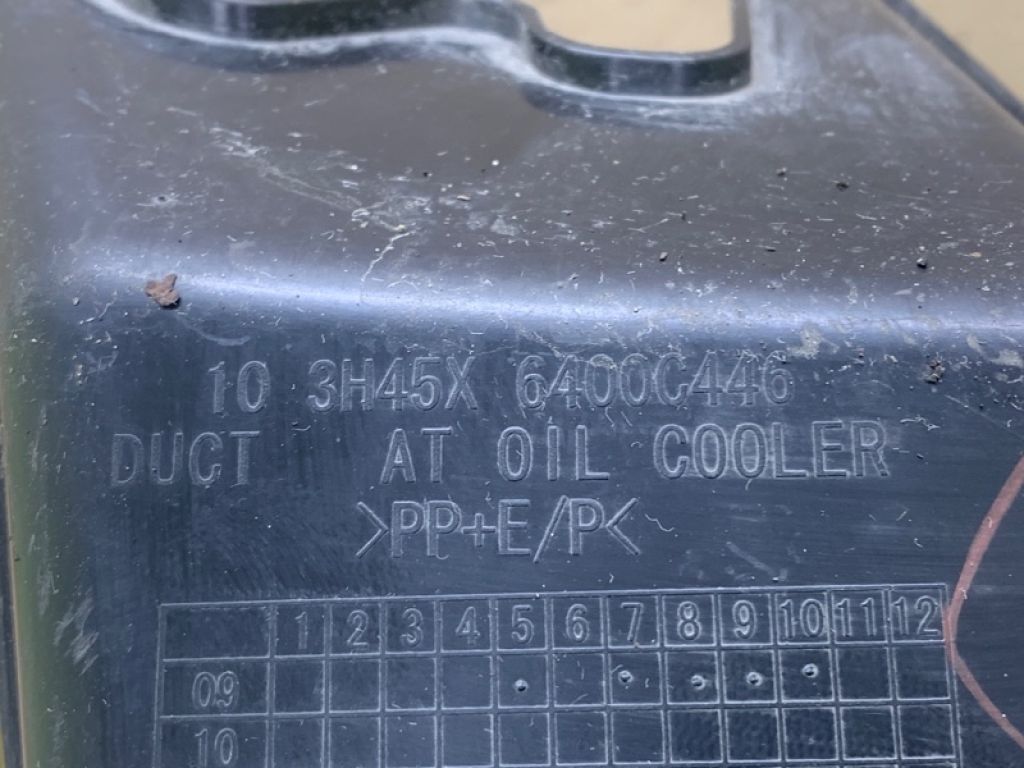 10 3H45X 6400C446
DUCT AT OIL COOLER
>PP+E/P<
1 2 3 4 5 6 7 8 9 10 11 12
09
10